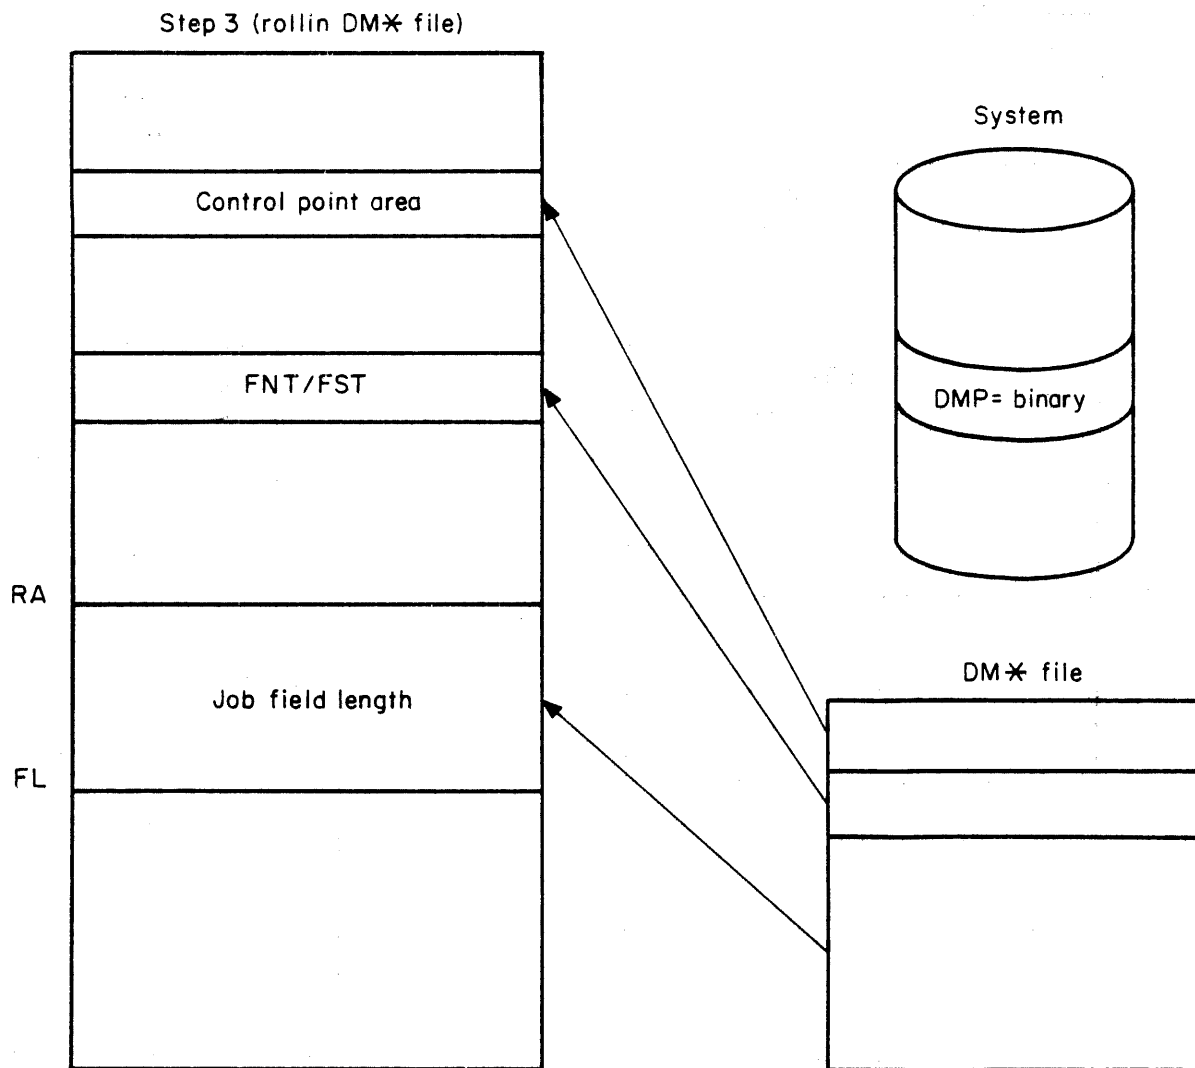 Step 3 (rollin DM* file)
System
Control point area
FNT/FST
DMP= binary
RA
DM* file
Job field length
FL